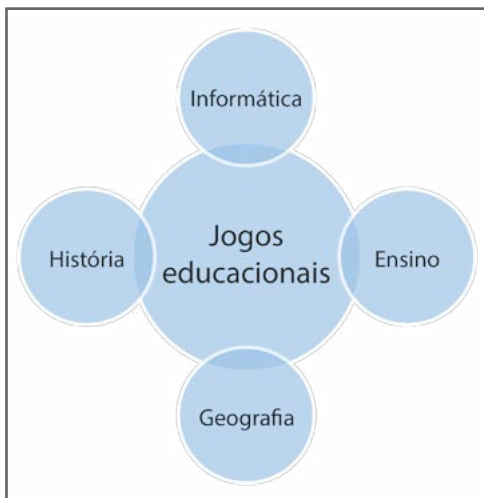 Informática
História
Jogos
educacionais
Ensino
Geografia